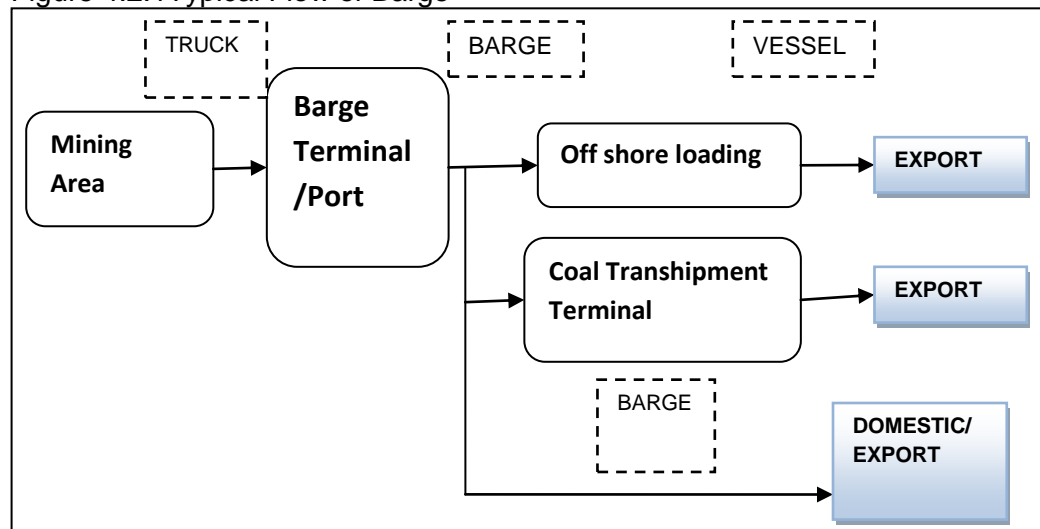 Figure 4.2. A Typical Flow of Barge
TRUCK
BARGE
VESSEL
Mining
Area
Barge
Terminal
/Port
Off shore loading
EXPORT
Coal Transhipment
Terminal
EXPORT
BARGE
DOMESTIC/
EXPORT